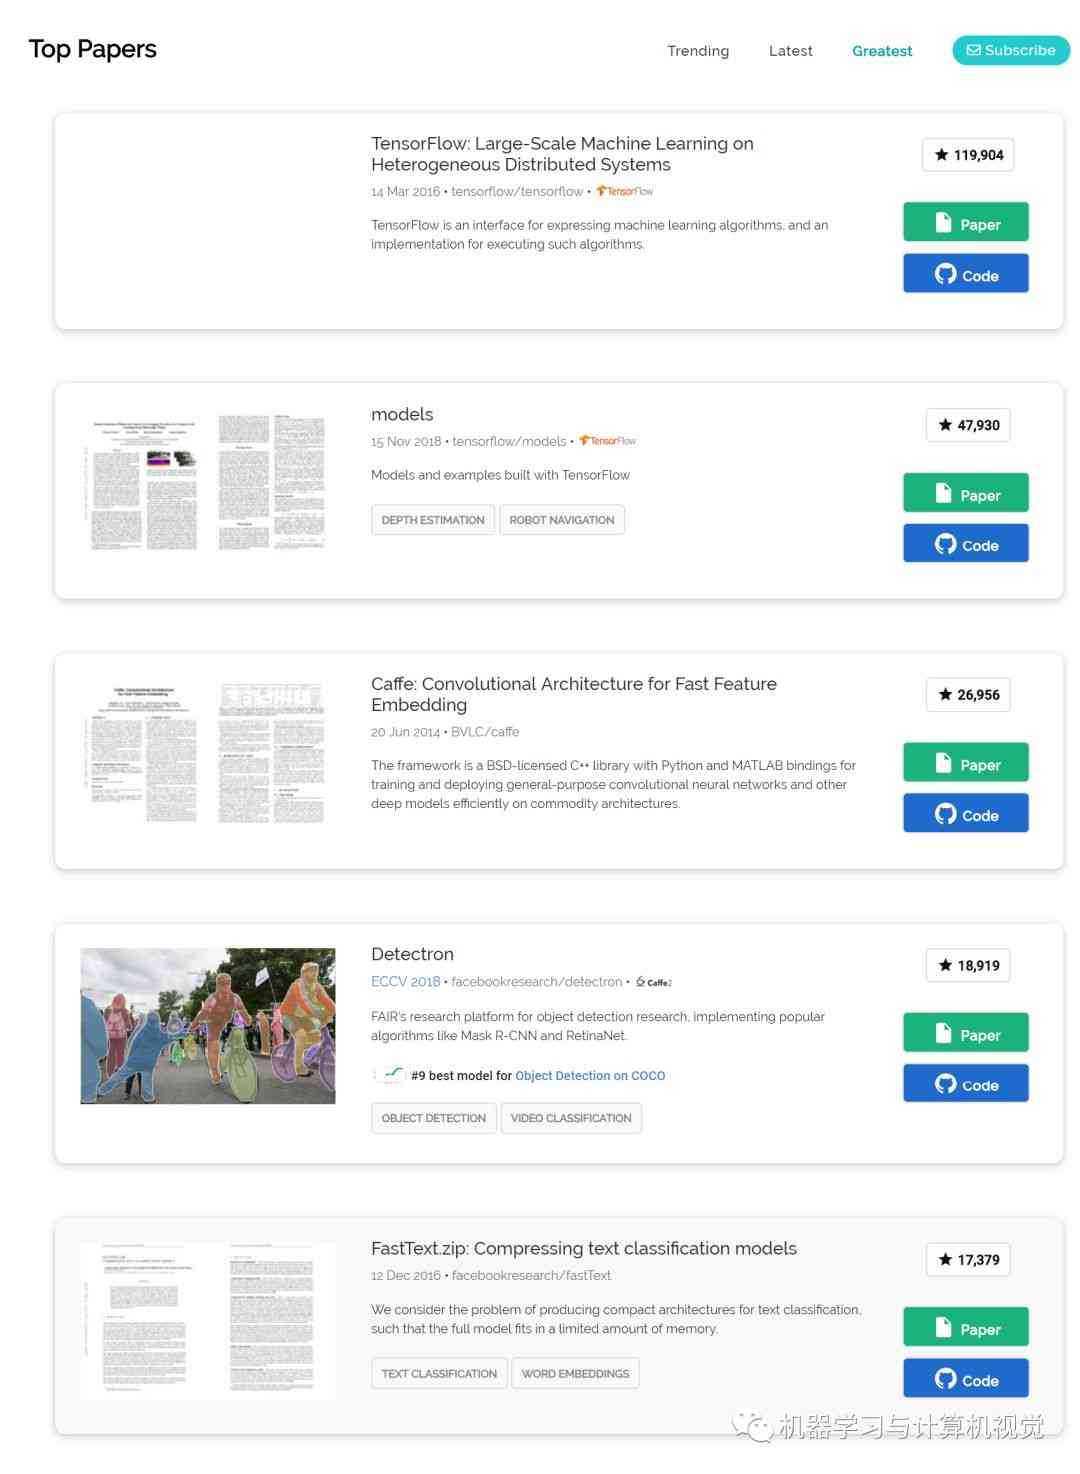 Top Papers
Trending
Latest
Greatest
Subscribe
TensorFlow: Large-Scale Machine Learning on
Heterogeneous Distributed Systems
14 Mar 2016 • tensorflow/tensorflow • TensorFlow
TensorFlow is an interface for expressing machine learning algorithms, and an
implementation for executing such algorithms.
★ 119,904
Paper
Code
models
15 Nov 2018 • tensorflow/models • TensorFlow
Models and examples built with TensorFlow
DEPTH ESTIMATION
ROBOT NAVIGATION
★ 47,930
Paper
Code
Caffe: Convolutional Architecture for Fast Feature
Embedding
20 Jun 2014 • BVLC/caffe
The framework is a BSD-licensed C++ library with Python and MATLAB bindings for
training and deploying general-purpose convolutional neural networks and other
deep models efficiently on commodity architectures.
★ 26,956
Paper
Code
Detectron
ECCV 2018 • facebookresearch/detectron • Caffe2
FAIR's research platform for object detection research, implementing popular
algorithms like Mask R-CNN and RetinaNet.
#9 best model for Object Detection on COCO
OBJECT DETECTION
VIDEO CLASSIFICATION
★ 18,919
Paper
Code
FastText.zip: Compressing text classification models
12 Dec 2016 • facebookresearch/fastText
We consider the problem of producing compact architectures for text classification,
such that the full model fits in a limited amount of memory.
TEXT CLASSIFICATION
WORD EMBEDDINGS
★ 17,379
Paper
Code
机器学习与计算机视觉